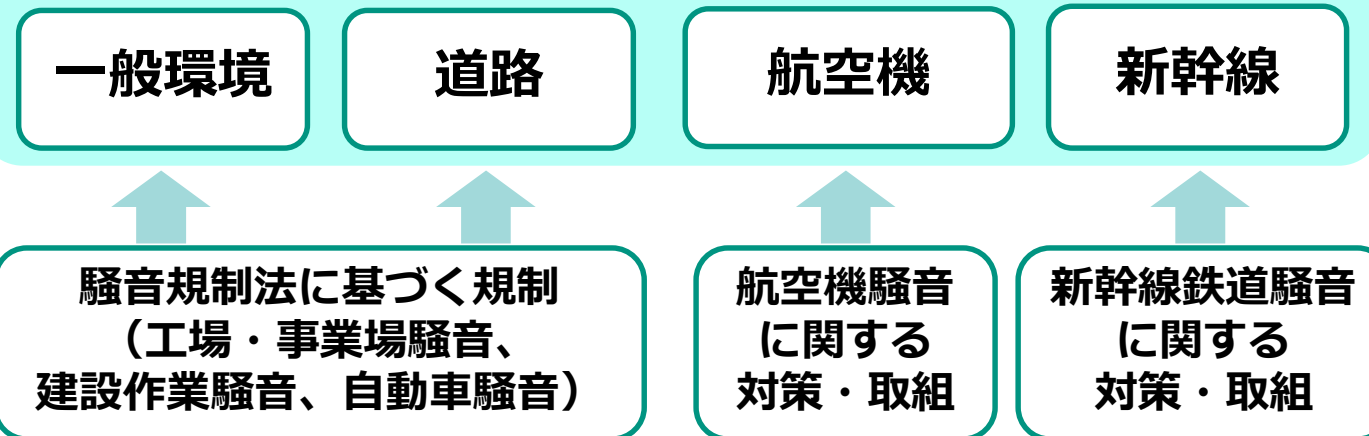 一般環境
道路
航空機
新幹線
騒音規制法に基づく規制
（工場・事業場騒音、
建設作業騒音、自動車騒音）
航空機騒音
に関する
対策・取組
新幹線鉄道騒音
に関する
対策・取組